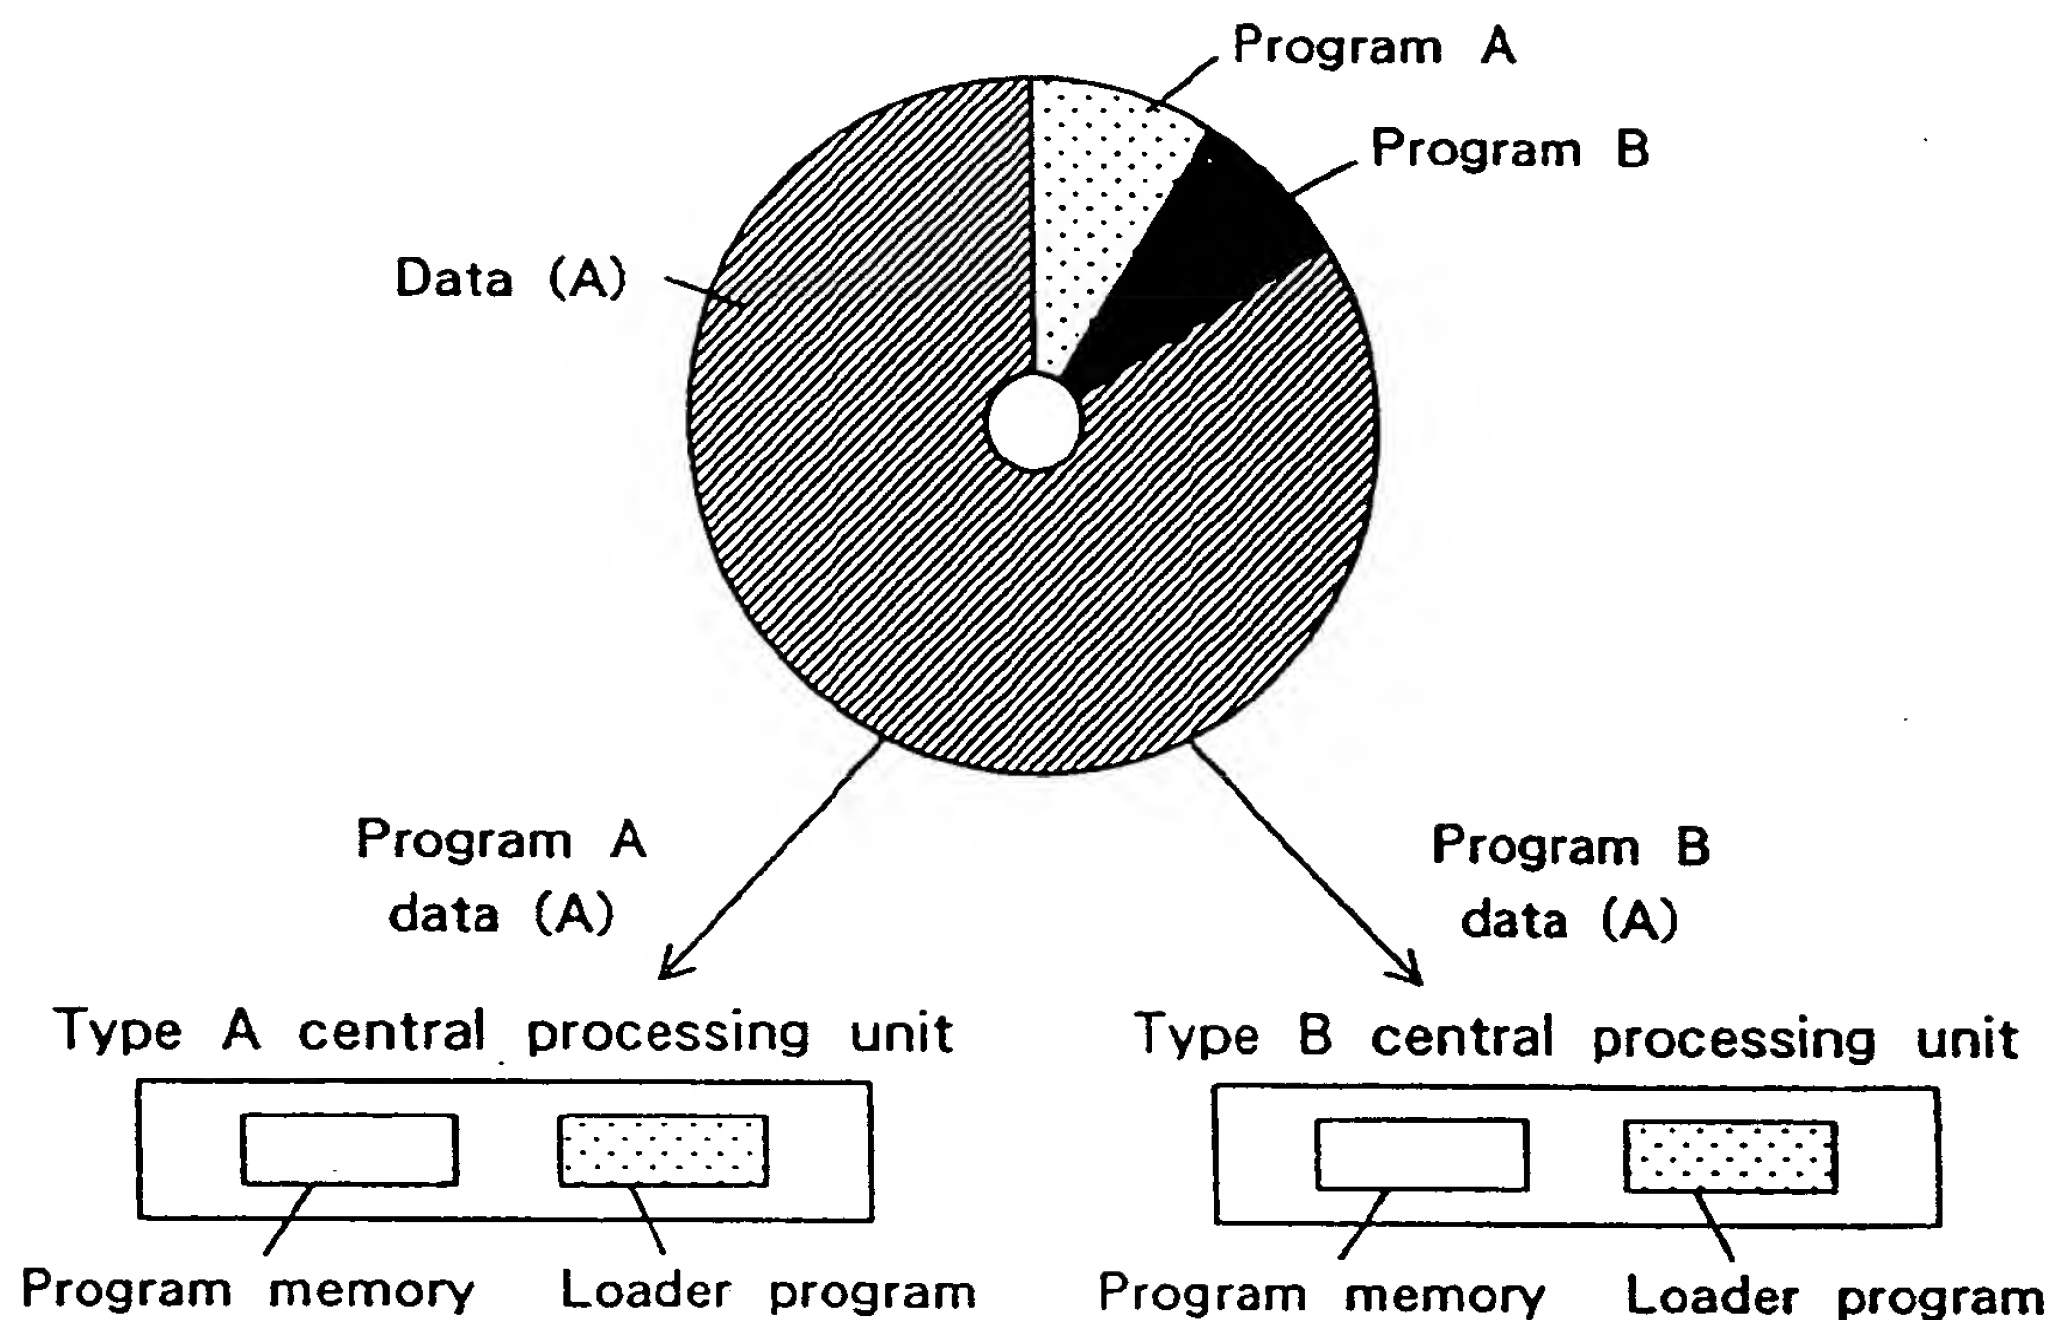 Program A
Program B
Data (A)
Program A
data (A)
Program B
data (A)
Type A central processing unit
Type B central processing unit
Program memory
Loader program
Program memory
Loader program